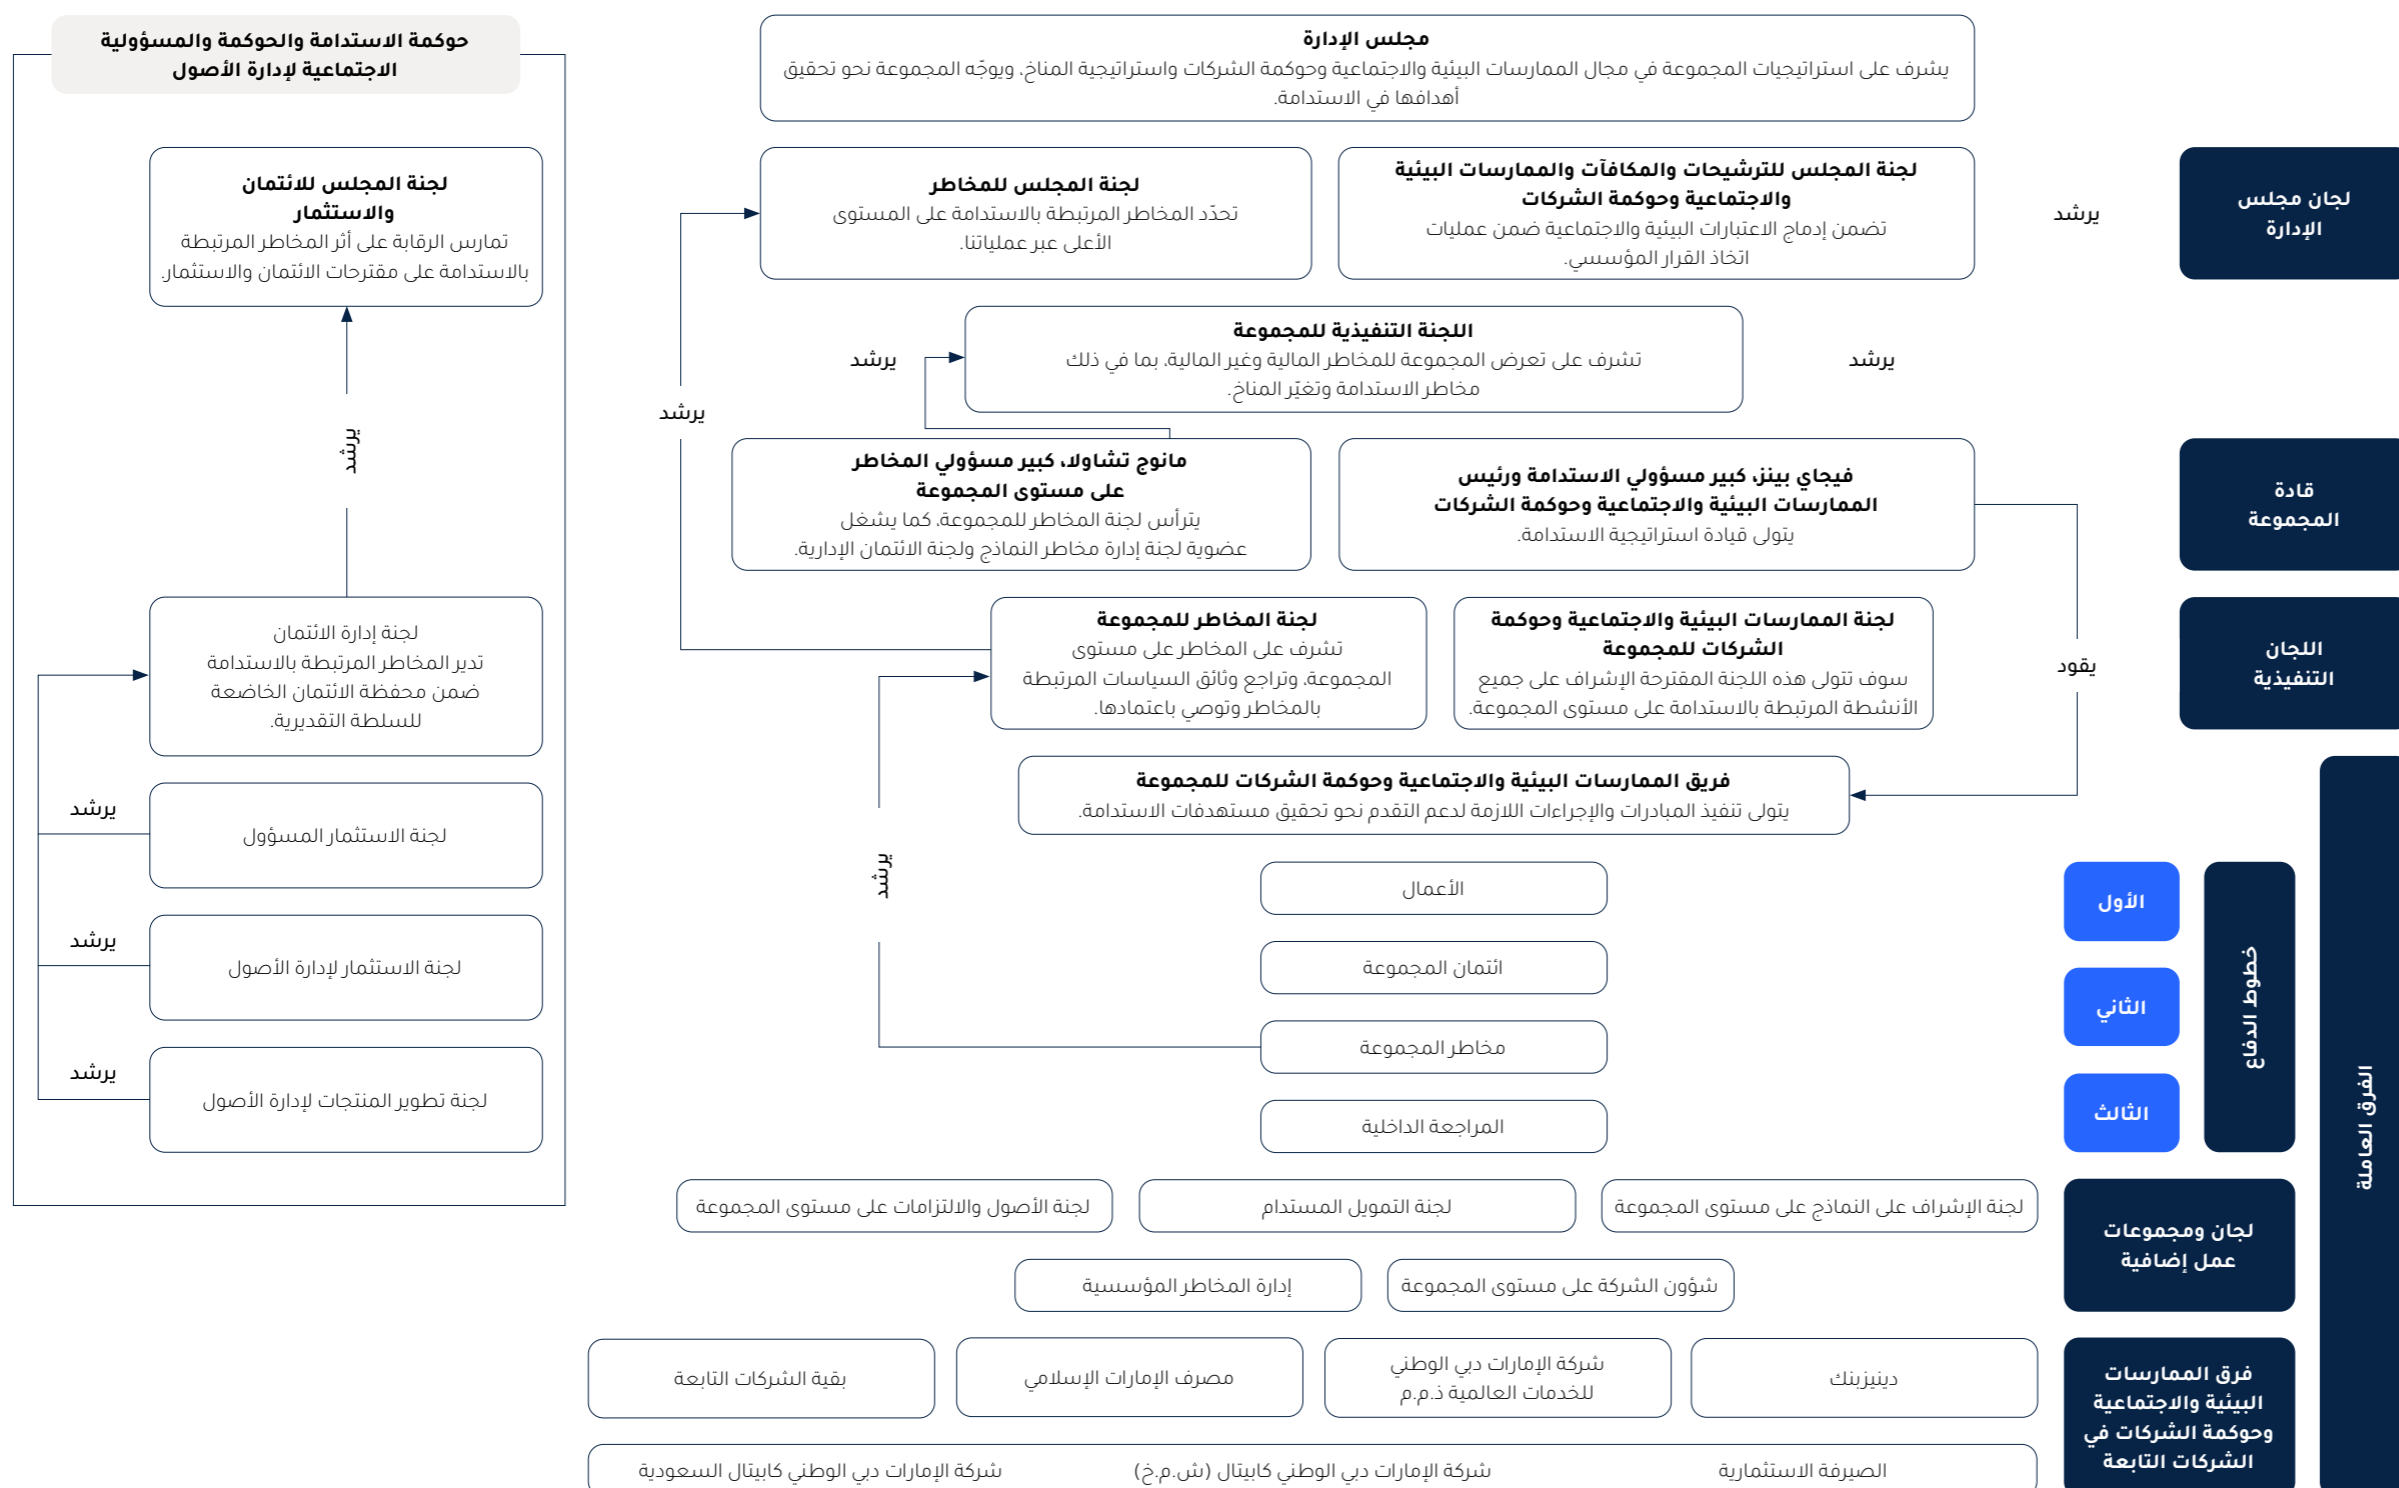 مجلس الإدارة
يشرف على استراتيجيات المجموعة في مجال الممارسات البيئية والاجتماعية وحوكمة الشركات واستراتيجية المناخ، ويوجّه المجموعة نحو تحقيق
أهدافها في الاستدامة.
لجان مجلس
الإدارة
يرشد
لجنة المجلس للترشيحات والمكافآت والممارسات البيئية
والاجتماعية وحوكمة الشركات
تضمن إدماج الاعتبارات البيئية والاجتماعية ضمن عمليات
اتخاذ القرار المؤسسي.
لجنة المجلس للمخاطر
تحدّد المخاطر المرتبطة بالاستدامة على المستوى
الأعلى عبر عملياتنا.
يرشد
اللجنة التنفيذية للمجموعة
تشرف على تعرض المجموعة للمخاطر المالية وغير المالية، بما في ذلك
مخاطر الاستدامة وتغيّر المناخ.
يرشد
يرشد
قادة
المجموعة
فيجاي بينز، كبير مسؤولي الاستدامة ورئيس
الممارسات البيئية والاجتماعية وحوكمة الشركات
يتولى قيادة استراتيجية الاستدامة.
مانوج تشاولا، كبير مسؤولي المخاطر
على مستوى المجموعة
يترأس لجنة المخاطر للمجموعة، كما يشغل
عضوية لجنة إدارة مخاطر النماذج ولجنة الائتمان الإدارية.
اللجان
التنفيذية
يقود
لجنة الممارسات البيئية والاجتماعية وحوكمة
الشركات للمجموعة
سوف تتولى هذه اللجنة المقترحة الإشراف على جميع
الأنشطة المرتبطة بالاستدامة على مستوى المجموعة.
لجنة المخاطر للمجموعة
تشرف على المخاطر على مستوى
المجموعة، وتراجع وثائق السياسات المرتبطة
بالمخاطر وتوصي باعتمادها.
الفرق العاملة
فريق الممارسات البيئية والاجتماعية وحوكمة الشركات للمجموعة
يتولى تنفيذ المبادرات والإجراءات اللازمة لدعم التقدم نحو تحقيق مستهدفات الاستدامة.
يرشد
خطوط الدفاع
الأول
الثاني
الثالث
الأعمال
ائتمان المجموعة
مخاطر المجموعة
المراجعة الداخلية
لجان ومجموعات
عمل إضافية
لجنة الإشراف على النماذج على مستوى المجموعة
لجنة التمويل المستدام
لجنة الأصول والالتزامات على مستوى المجموعة
شؤون الشركة على مستوى المجموعة
إدارة المخاطر المؤسسية
فرق الممارسات
البيئية والاجتماعية
وحوكمة الشركات في
الشركات التابعة
دينيزبنك
شركة الإمارات دبي الوطني
للخدمات العالمية ذ.م.م
مصرف الإمارات الإسلامي
بقية الشركات التابعة
الصيرفة الاستثمارية
شركة الإمارات دبي الوطني كابيتال (ش.م.خ)
شركة الإمارات دبي الوطني كابيتال السعودية
حوكمة الاستدامة والحوكمة والمسؤولية
الاجتماعية لإدارة الأصول
لجنة المجلس للائتمان
والاستثمار
تمارس الرقابة على أثر المخاطر المرتبطة
بالاستدامة على مقترحات الائتمان والاستثمار.
يرشد
لجنة إدارة الائتمان
تدير المخاطر المرتبطة بالاستدامة
ضمن محفظة الائتمان الخاضعة
للسلطة التقديرية.
يرشد
لجنة الاستثمار المسؤول
يرشد
لجنة الاستثمار لإدارة الأصول
يرشد
لجنة تطوير المنتجات لإدارة الأصول